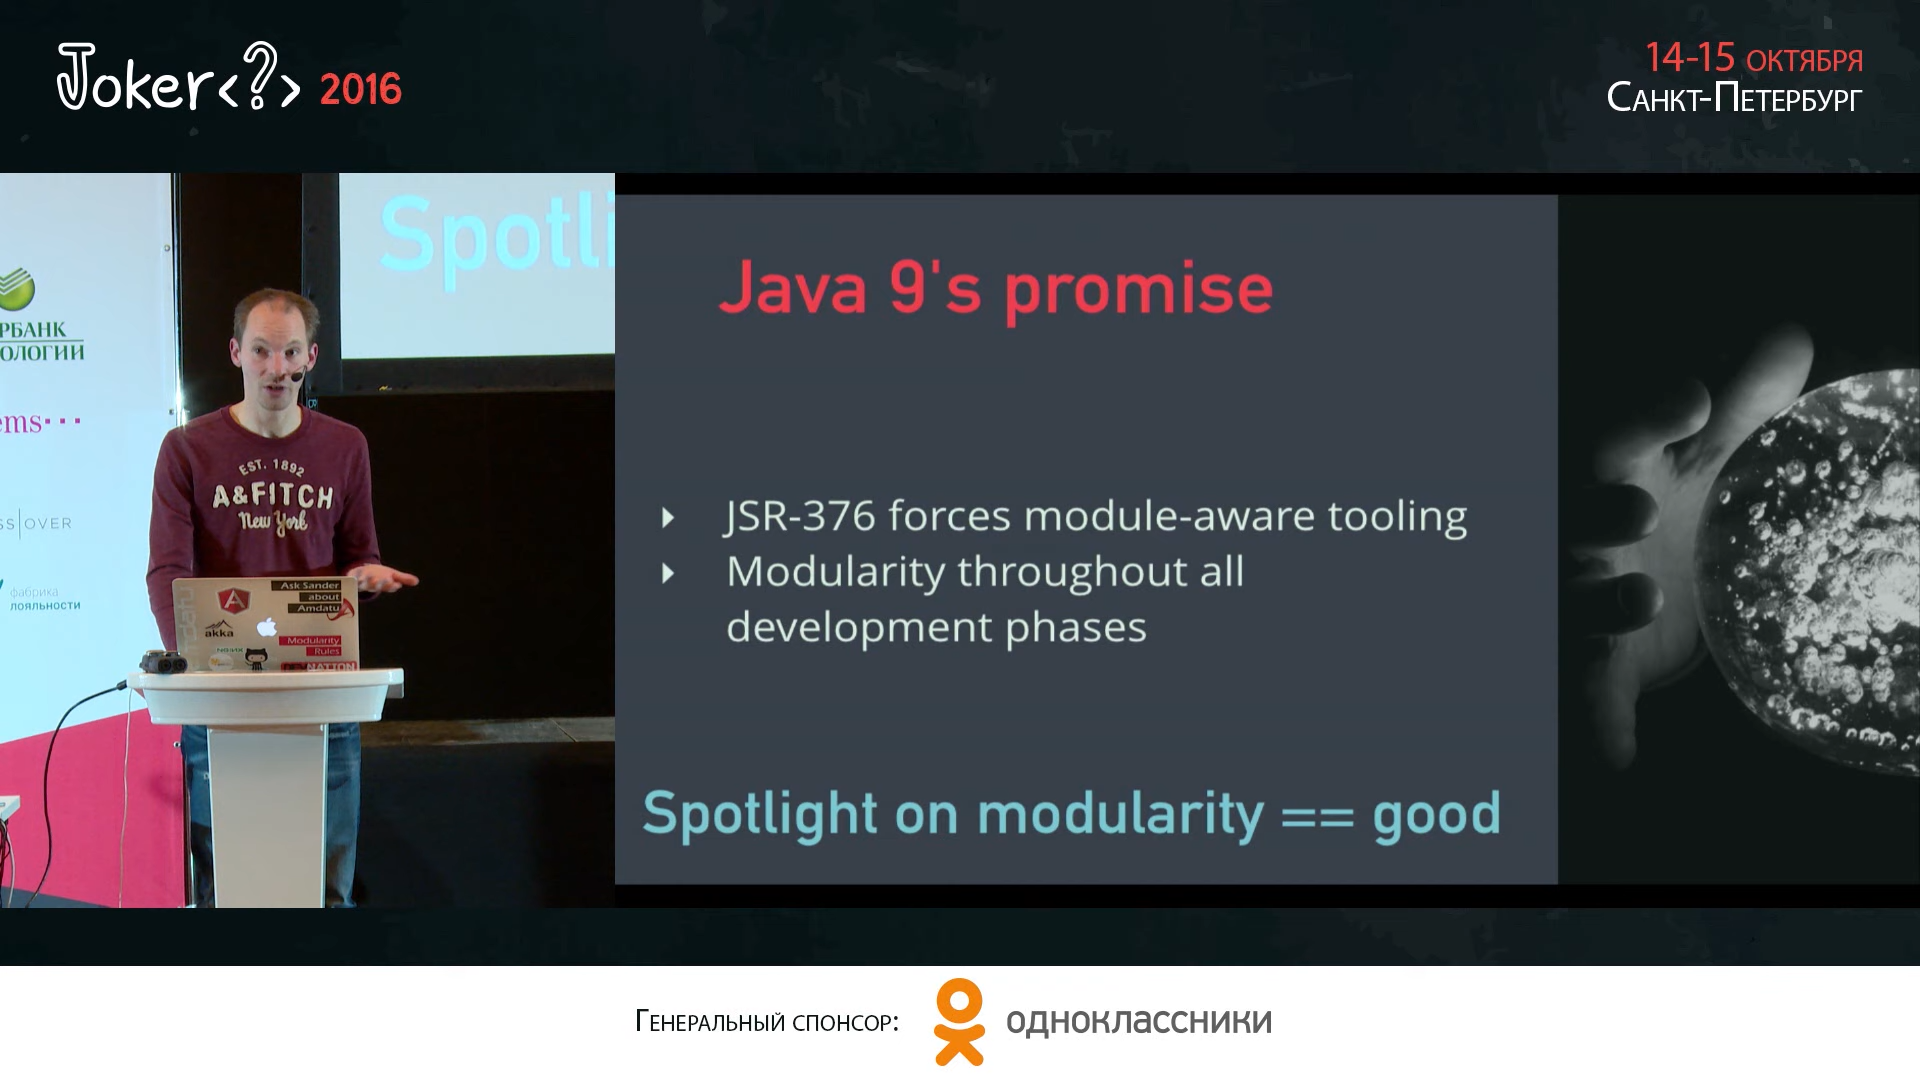 Joker<?> 2016
14-15 октября
Санкт-Петербург
Spotli
РБАНК
ОЛОГИИ
ems
SS|OVER
фабрика
лояльности
EST. 1892
A&FITCH
New York
Ask Sander
about
Amdatu
akka
Modularity
Rules
NATION
Java 9's promise
JSR-376 forces module-aware tooling
Modularity throughout all
development phases
Spotlight on modularity == good
Генеральный спонсор:
одноклассники